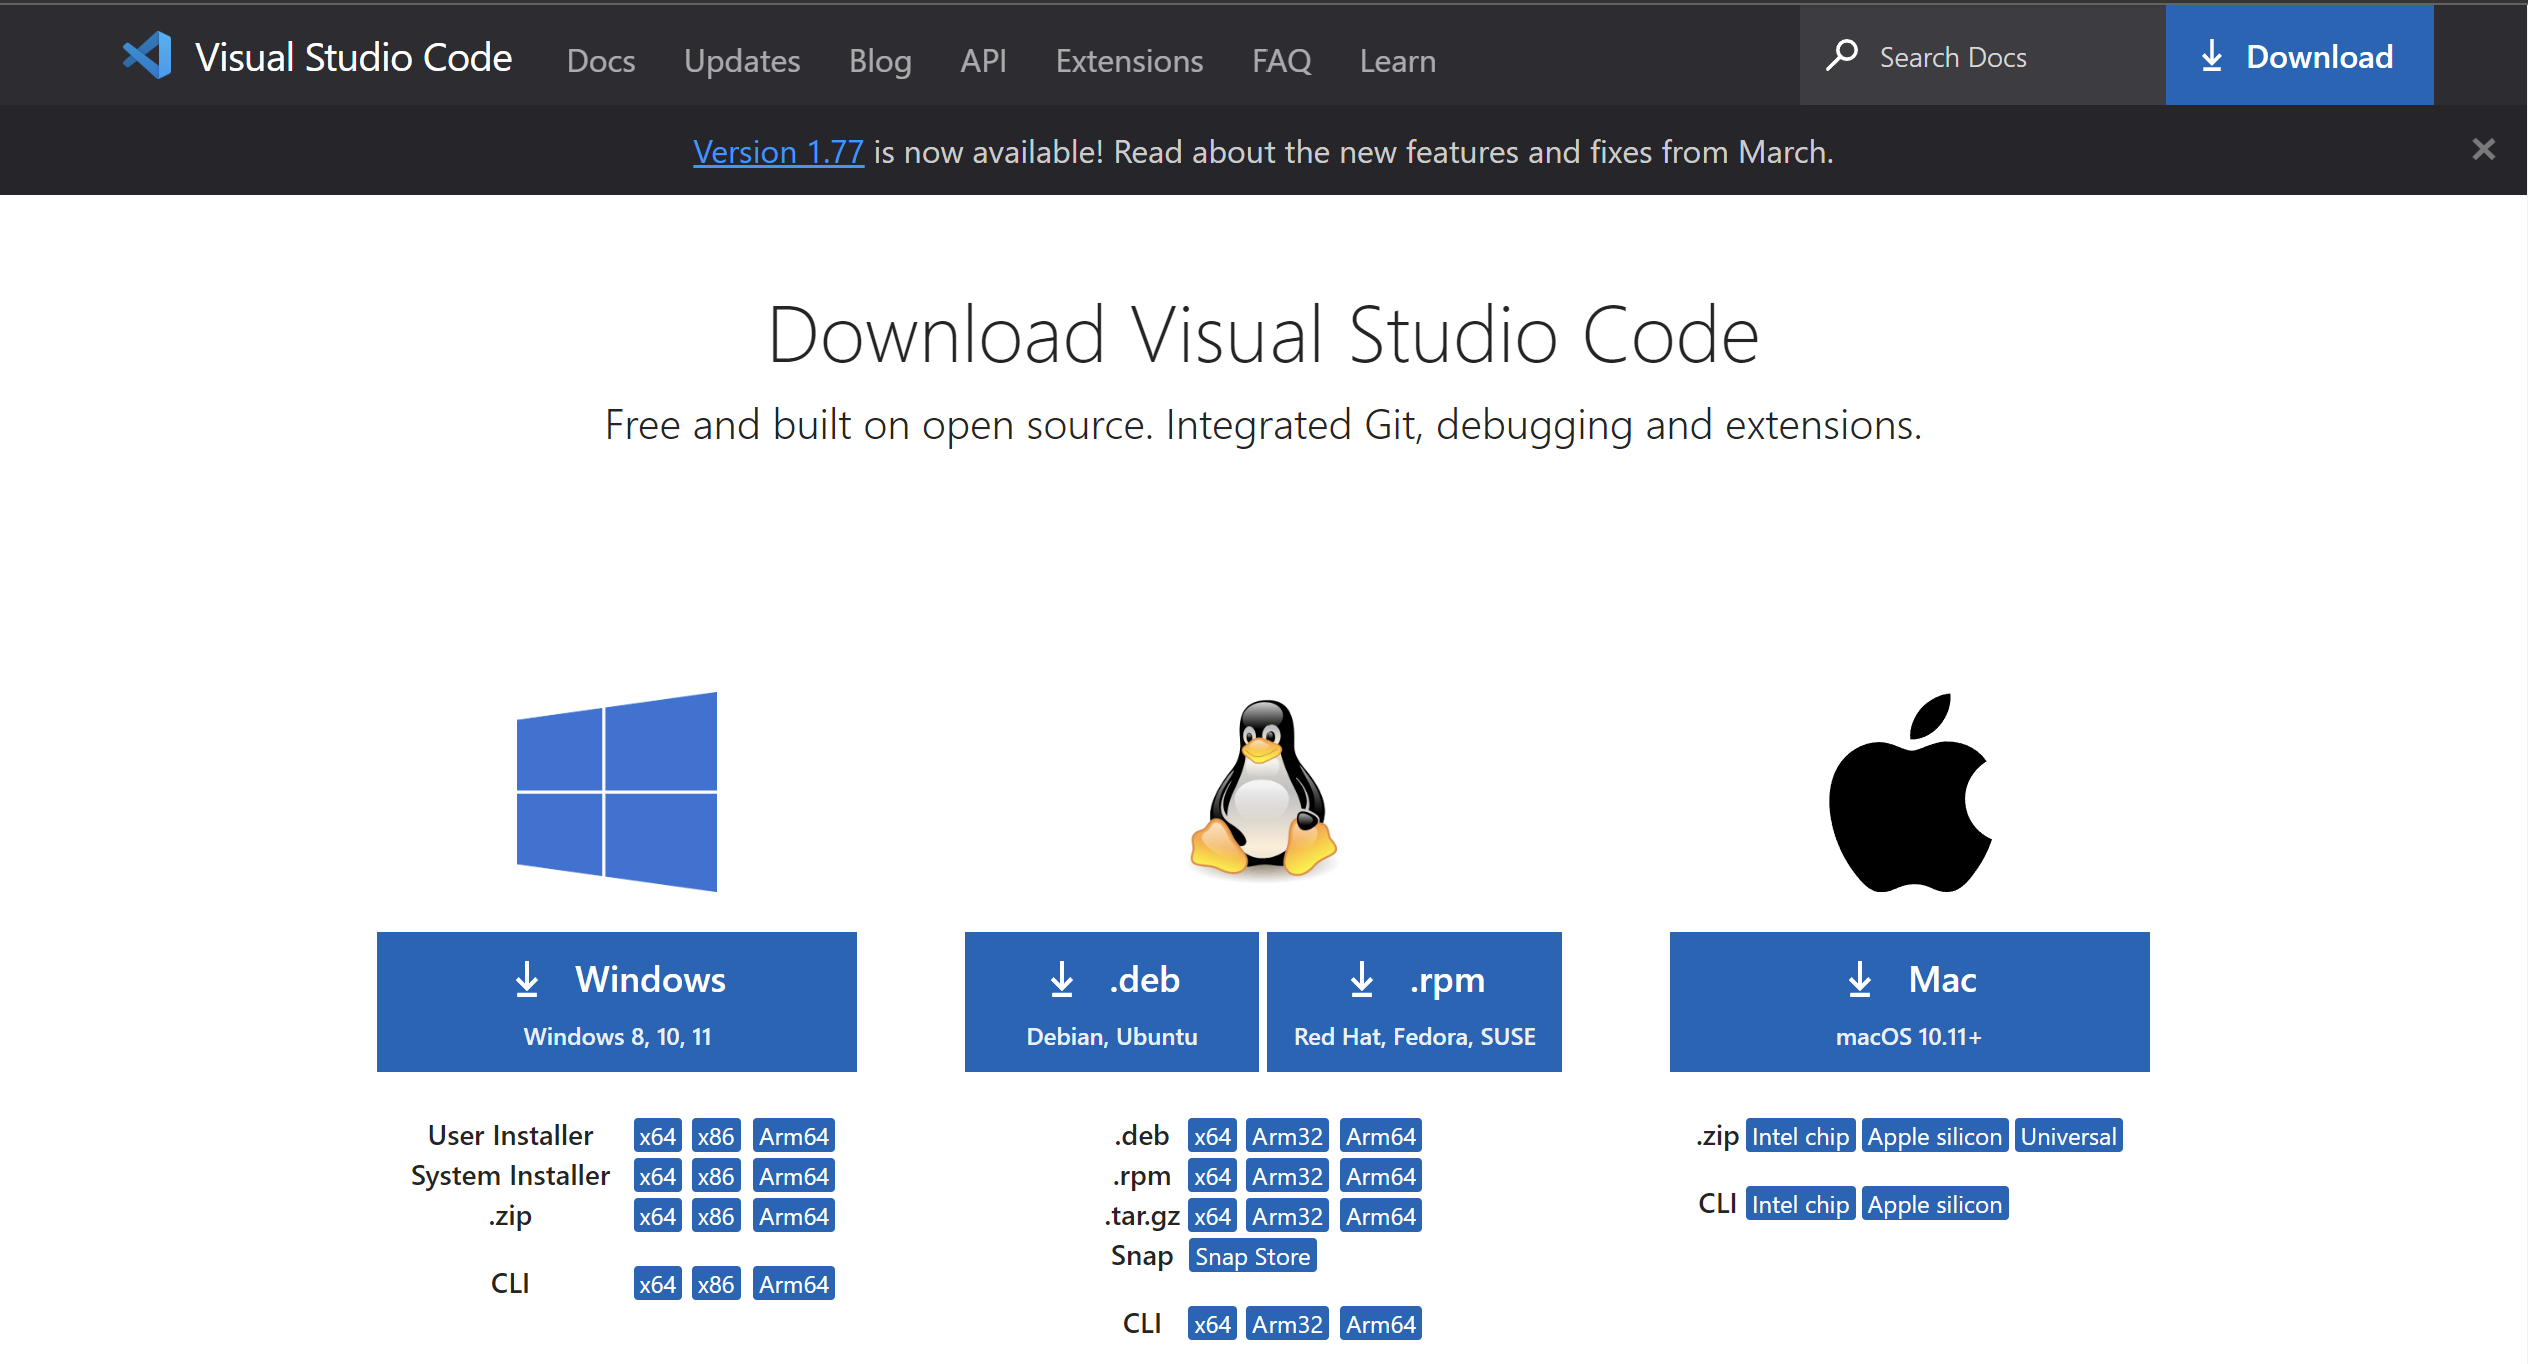 Visual Studio Code Docs Updates Blog API Extensions FAQ Learn Search Docs Download
Version 1.77 is now available! Read about the new features and fixes from March.
Download Visual Studio Code
Free and built on open source. Integrated Git, debugging and extensions.
Windows
Windows 8, 10, 11
User Installer x64 x86 Arm64
System Installer x64 x86 Arm64
.zip x64 x86 Arm64
CLI x64 x86 Arm64
.deb
Debian, Ubuntu
.rpm
Red Hat, Fedora, SUSE
.deb x64 Arm32 Arm64
.rpm x64 Arm32 Arm64
.tar.gz x64 Arm32 Arm64
Snap Snap Store
CLI x64 Arm32 Arm64
Mac
macOS 10.11+
.zip Intel chip Apple silicon Universal
CLI Intel chip Apple silicon